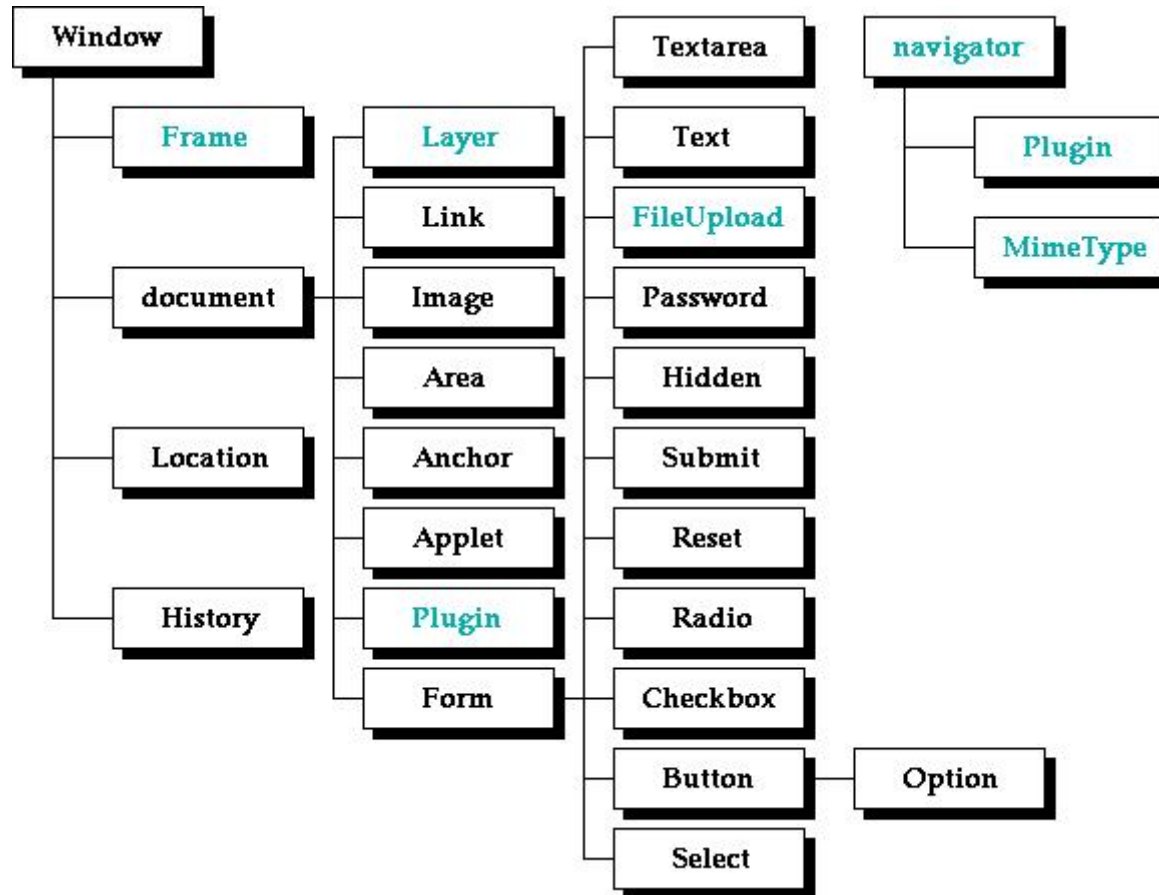 Window
Frame
document
Location
History
Layer
Link
Image
Area
Anchor
Applet
Plugin
Form
Textarea
Text
FileUpload
Password
Hidden
Submit
Reset
Radio
Checkbox
Button
Select
Option
navigator
Plugin
MimeType